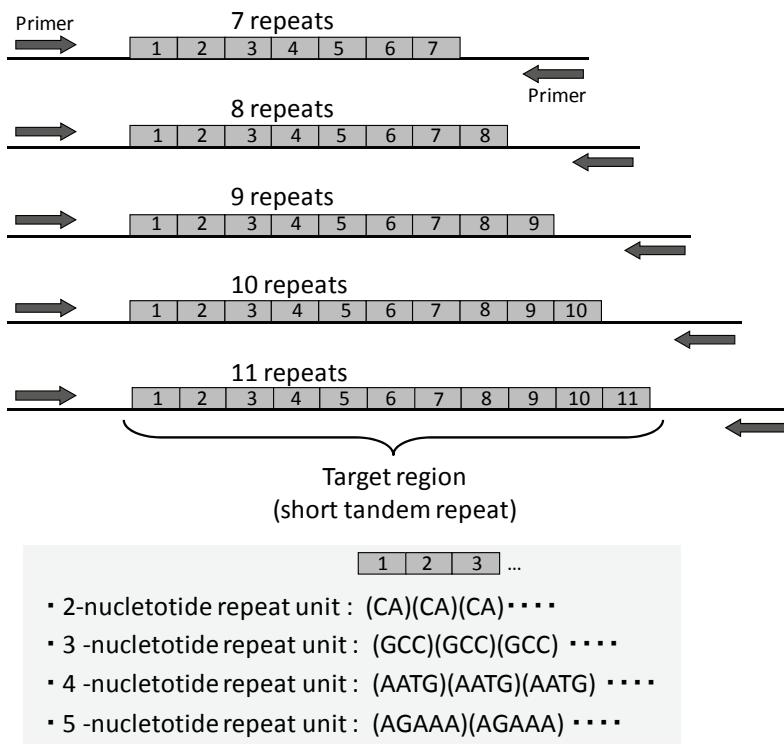 Primer
7 repeats
1 2 3 4 5 6 7
Primer
8 repeats
1 2 3 4 5 6 7 8
9 repeats
1 2 3 4 5 6 7 8 9
10 repeats
1 2 3 4 5 6 7 8 9 10
11 repeats
1 2 3 4 5 6 7 8 9 10 11
Target region
(short tandem repeat)
1 2 3 ...
・2-nucletotide repeat unit : (CA)(CA)(CA)････
・3 -nucletotide repeat unit : (GCC)(GCC)(GCC) ････
・4 -nucletotide repeat unit : (AATG)(AATG)(AATG) ････
・5 -nucletotide repeat unit : (AGAAA)(AGAAA) ････